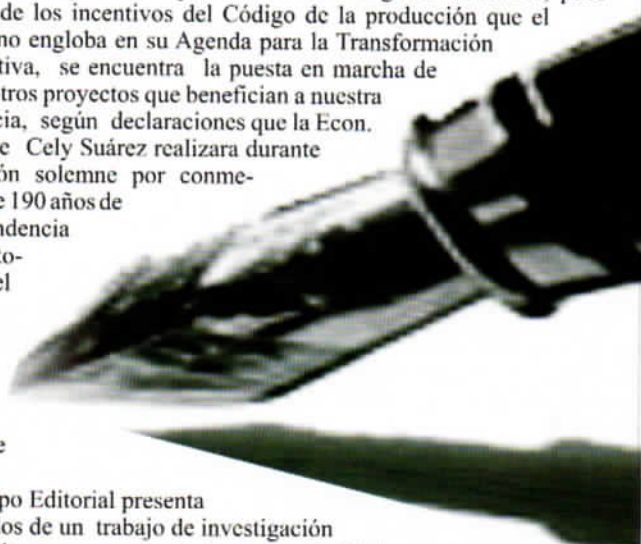 de los incentivos del Código de la producción que el
no engloba en su Agenda para la Transformación
tiva, se encuentra la puesta en marcha de
tros proyectos que benefician a nuestra
cia, según declaraciones que la Econ.
e Cely Suárez realizara durante
ón solemne por conme-
e 190 años de
ndencia
to-
el
e
po Editorial presenta
os de un trabajo de investigación